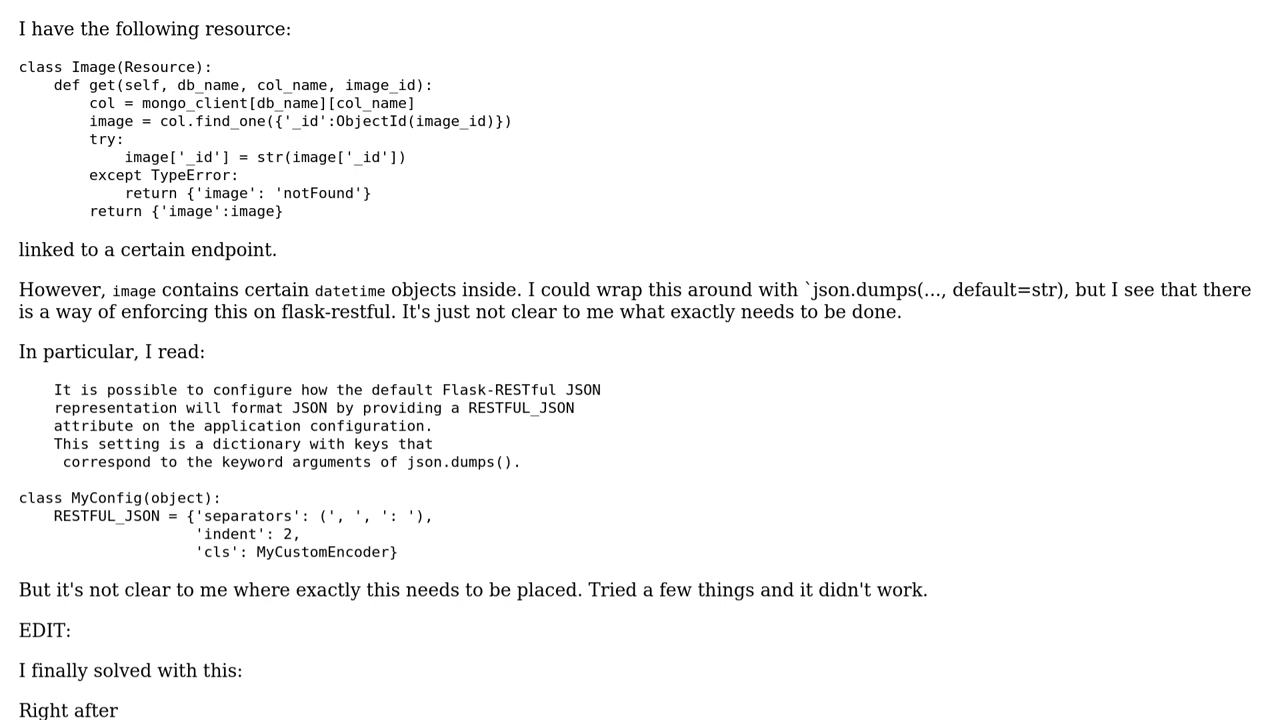 I have the following resource:
class Image(Resource):
    def get(self, db_name, col_name, image_id):
        col = mongo_client[db_name][col_name]
        image = col.find_one({'_id':ObjectId(image_id)})
        try:
            image['_id'] = str(image['_id'])
        except TypeError:
            return {'image': 'notFound'}
        return {'image':image}
linked to a certain endpoint.
However, image contains certain datetime objects inside. I could wrap this around with `json.dumps(..., default=str), but I see that there
is a way of enforcing this on flask-restful. It's just not clear to me what exactly needs to be done.
In particular, I read:
    It is possible to configure how the default Flask-RESTful JSON
    representation will format JSON by providing a RESTFUL_JSON
    attribute on the application configuration.
    This setting is a dictionary with keys that
     correspond to the keyword arguments of json.dumps().
class MyConfig(object):
    RESTFUL_JSON = {'separators': (', ', ': '),
                    'indent': 2,
                    'cls': MyCustomEncoder}
But it's not clear to me where exactly this needs to be placed. Tried a few things and it didn't work.
EDIT:
I finally solved with this:
Right after